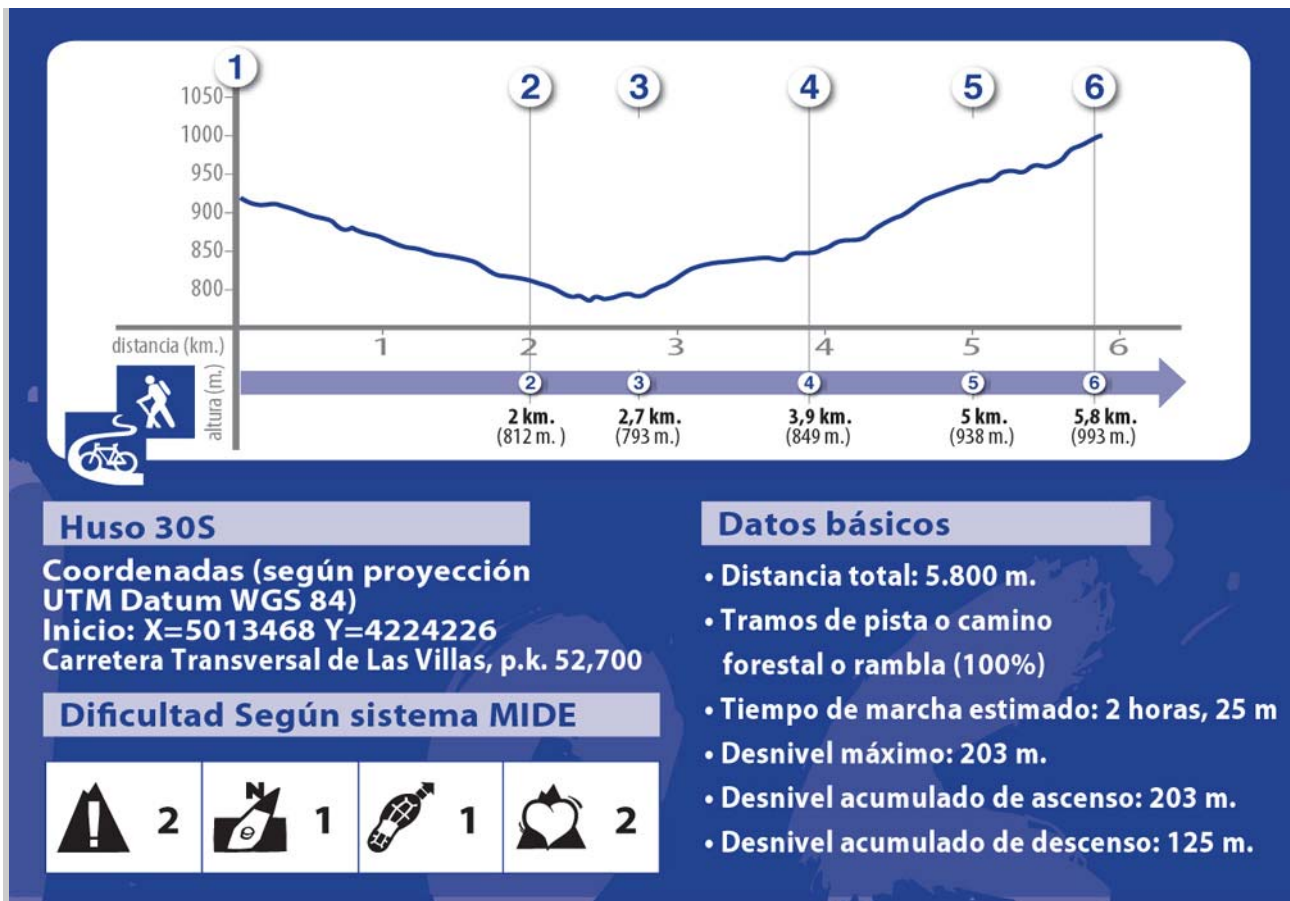 1
2
3
4
5
6
1050
1000
950
900
850
800
distancia (km.)
1
2
3
4
5
6
altura (m.)
2
3
4
5
6
2 km.
(812 m. )
2,7 km.
(793 m.)
3,9 km.
(849 m.)
5 km.
(938 m.)
5,8 km.
(993 m.)
Huso 30S
Coordenadas (según proyección
UTM Datum WGS 84)
Inicio: X=5013468 Y=4224226
Carretera Transversal de Las Villas, p.k. 52,700
Dificultad Según sistema MIDE
2
N
1
1
2
Datos básicos
• Distancia total: 5.800 m.
• Tramos de pista o camino
forestal o rambla (100%)
• Tiempo de marcha estimado: 2 horas, 25 m
• Desnivel máximo: 203 m.
• Desnivel acumulado de ascenso: 203 m.
• Desnivel acumulado de descenso: 125 m.